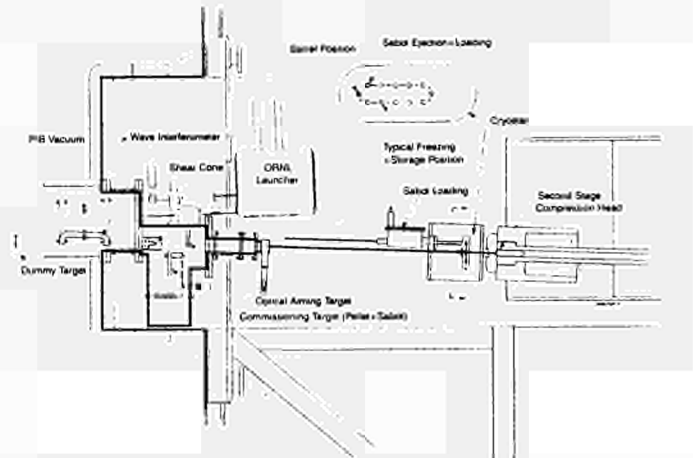 Barrel Position
Sabot Ejection + Loading
Cryostat
PIB Vacuum
µ Wave Interferometer
Shear Cone
ORNL
Launcher
Typical Freezing
+ Storage Position
Sabot Loading
Second Stage
Compression Head
Dummy Target
Optical Aiming Target
Commissioning Target (Pellet + Sabot)